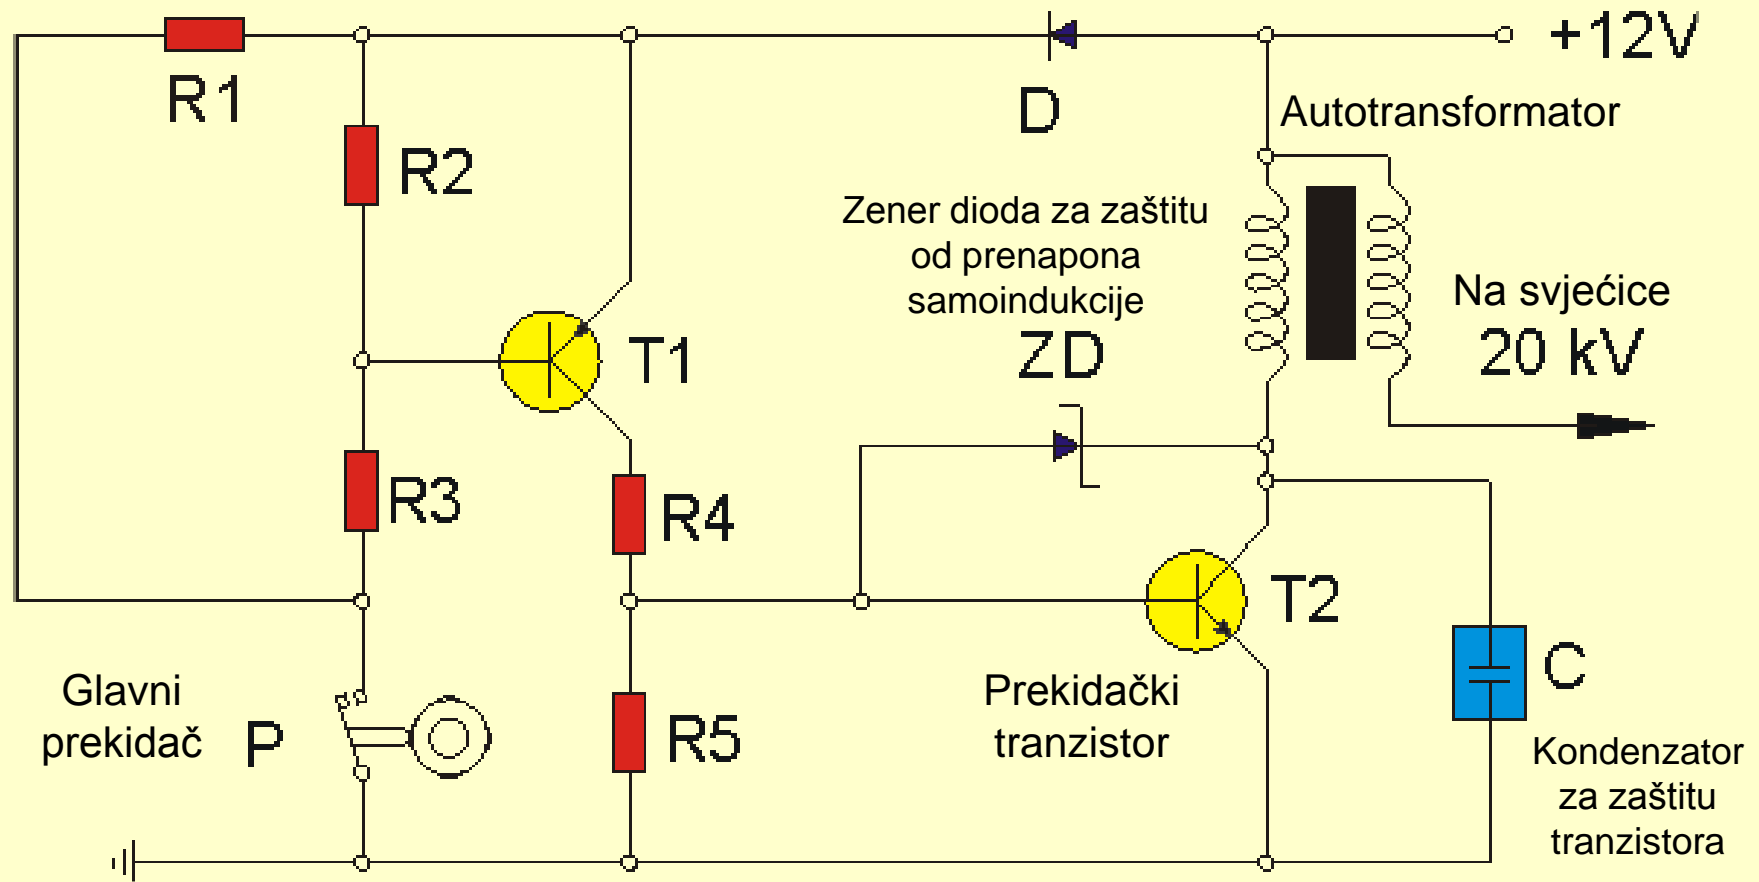 +12V
R1
D
Autotransformator
R2
Zener dioda za zaštitu
od prenapona
samoindukcije
ZD
Na svjećice
20 kV
T1
R3
R4
T2
Glavni
prekidač
P
R5
Prekidački
tranzistor
C
Kondenzator
za zaštitu
tranzistora